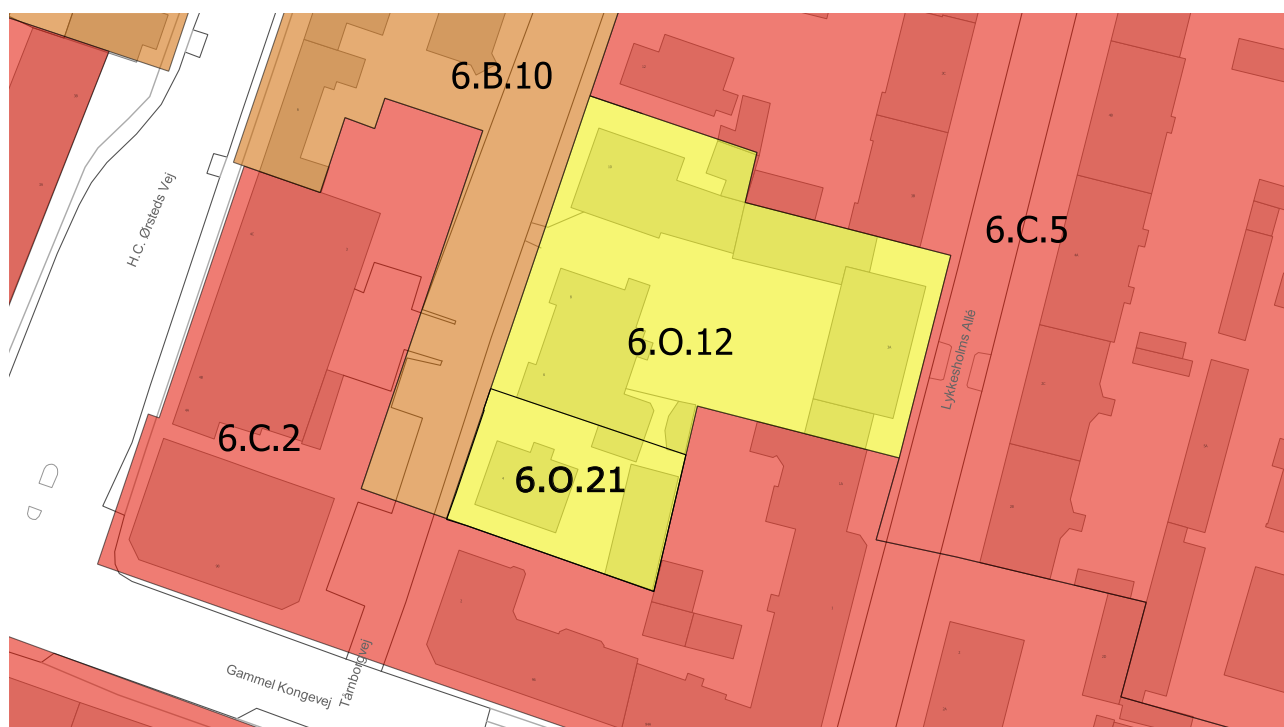 6.B.10
H.C. Ørsteds Vej
6.C.5
6.O.12
Lykkesholms Allé
6.C.2
6.O.21
Gammel Kongevej
Tårnborgvej